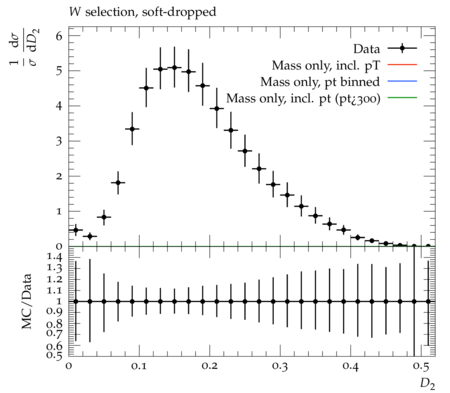 W selection, soft-dropped
1/σ dσ/dD₂
Data
Mass only, incl. pT
Mass only, pt binned
Mass only, incl. pt (pt¿300)
6
5
4
3
2
1
0
MC/Data
1.4
1.3
1.2
1.1
1
0.9
0.8
0.7
0.6
0.5
0 0.1 0.2 0.3 0.4 0.5
D₂